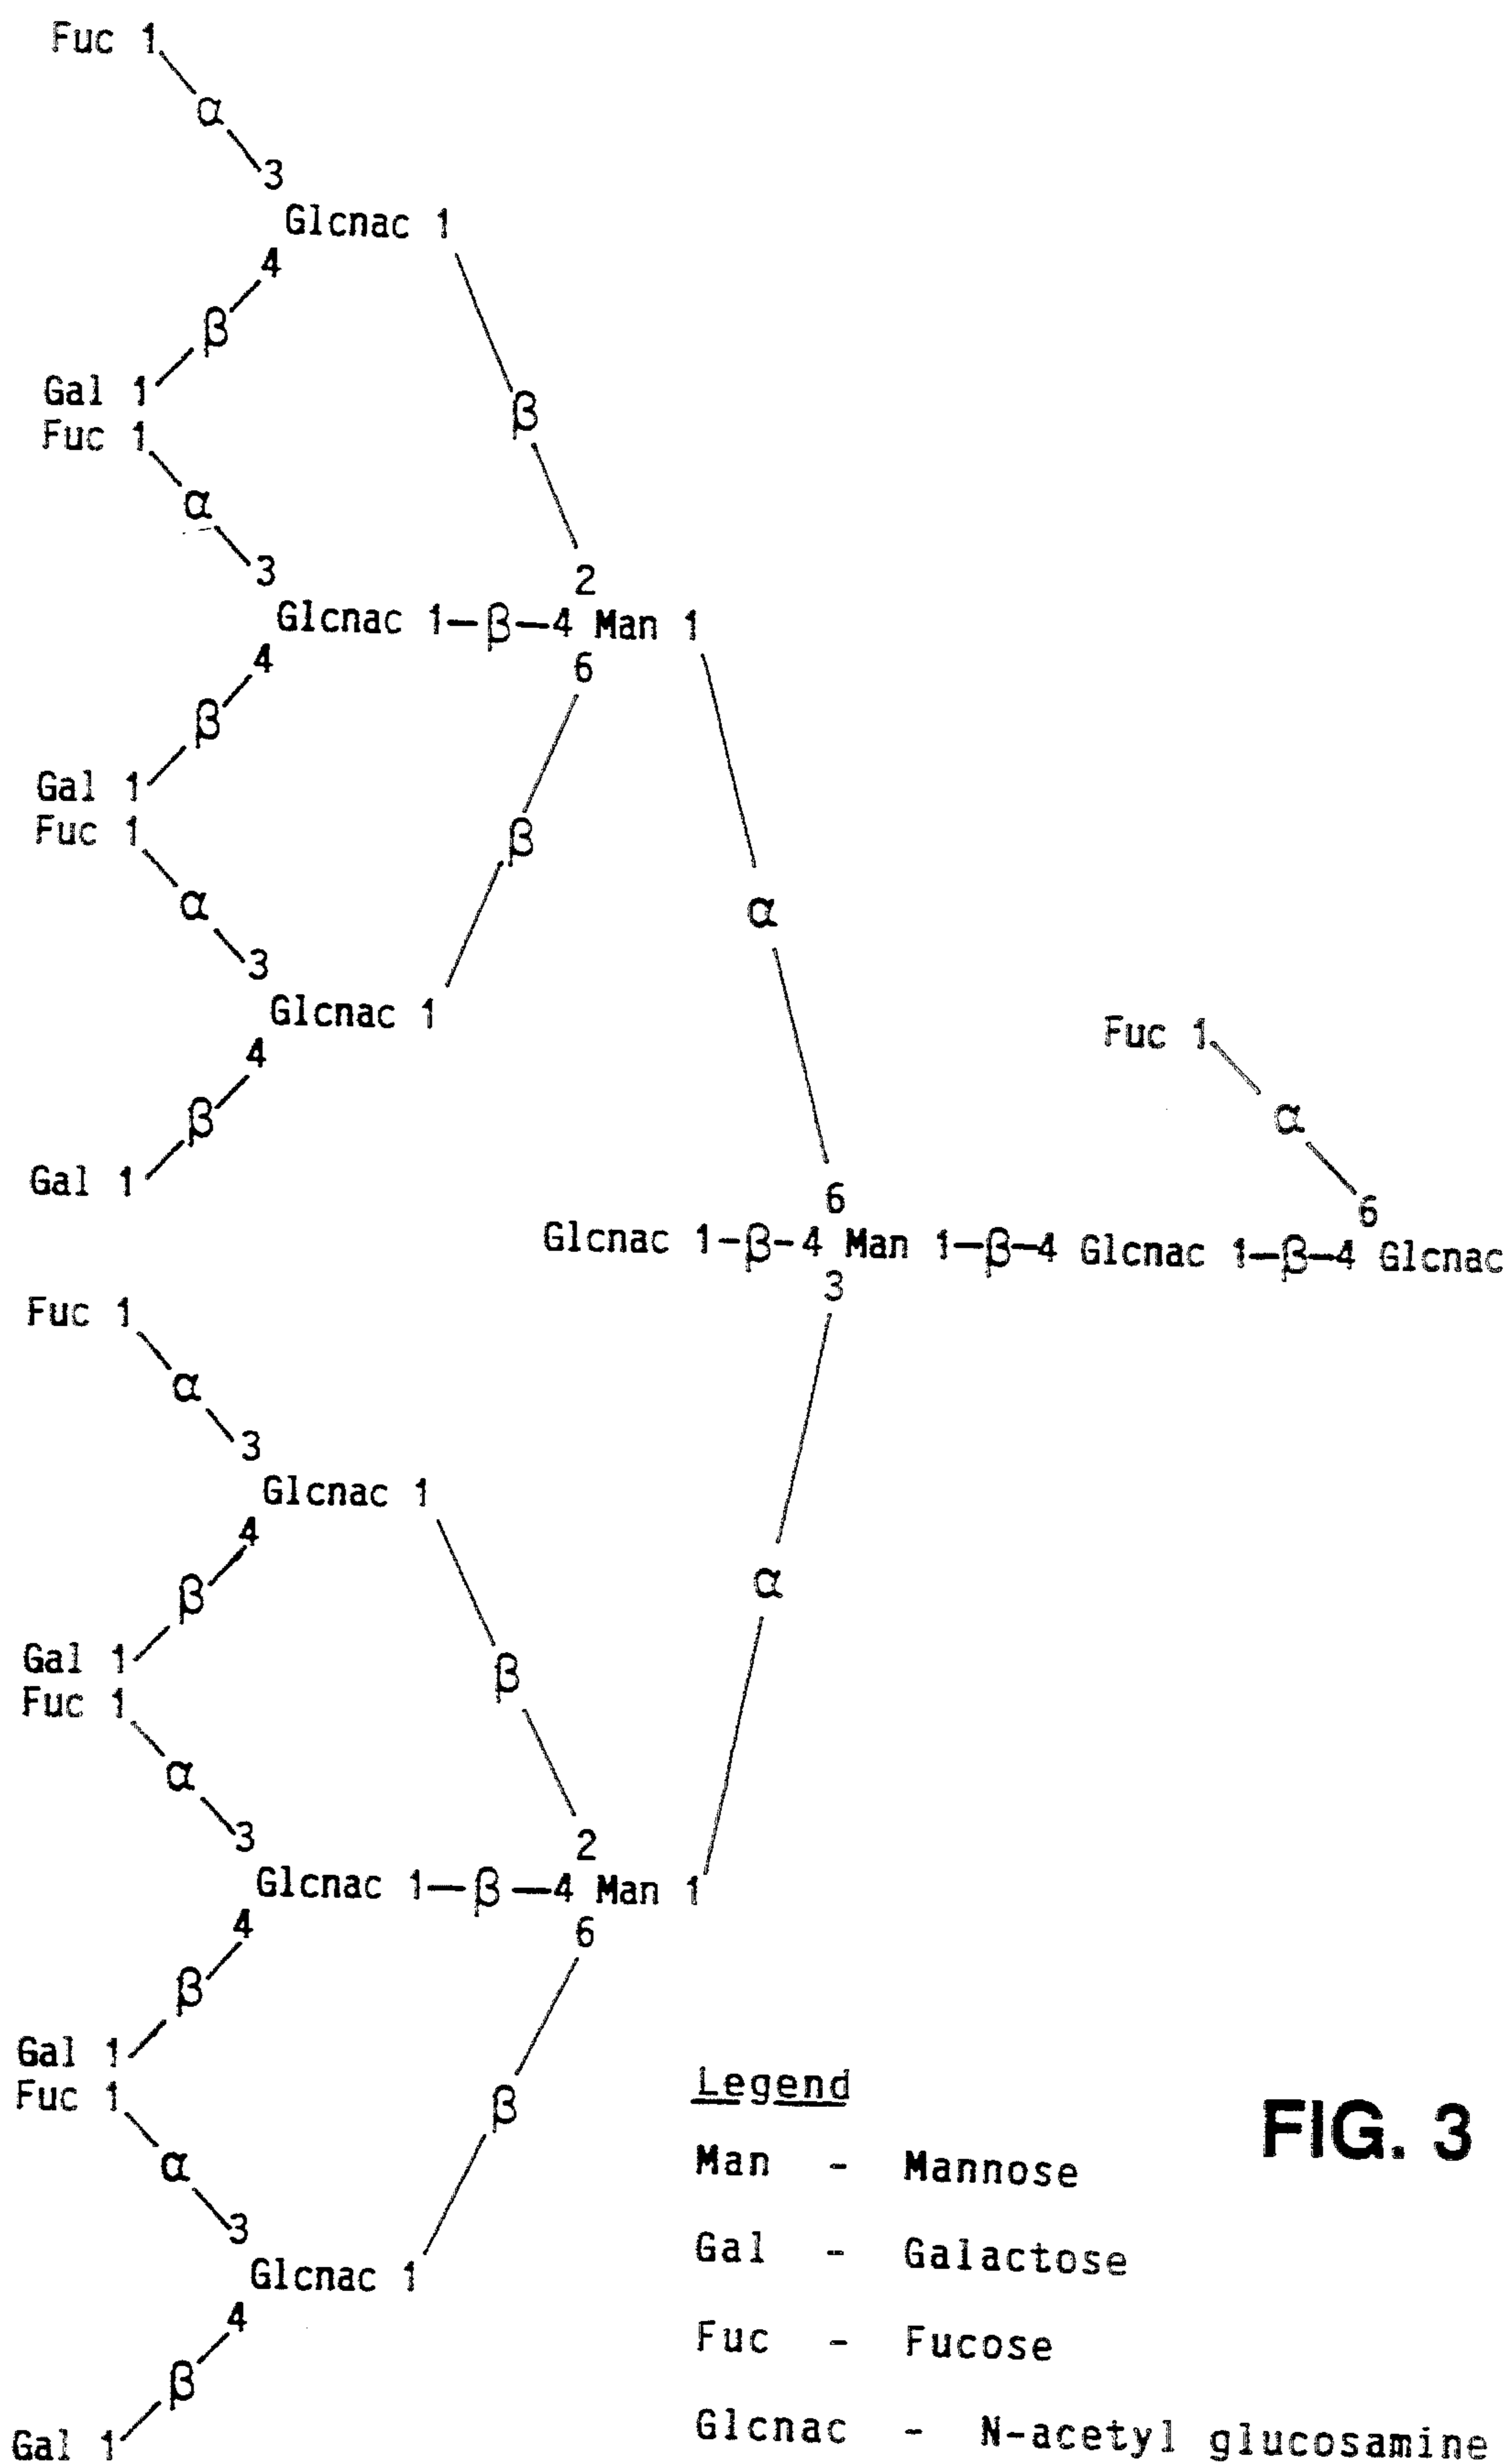 Fuc 1
α
3
Glcnac 1
4
β
Gal 1
β
Fuc 1
α
3
2
Glcnac 1–β–4 Man 1
4
6
β
Gal 1
β
Fuc 1
α
α
3
Glcnac 1
4
Fuc 1
β
α
Gal 1
6
6
Glcnac 1–β–4 Man 1–β–4 Glcnac 1–β–4 Glcnac
3
Fuc 1
α
3
Glcnac 1
4
α
β
Gal 1
β
Fuc 1
α
3
2
Glcnac 1–β–4 Man 1
4
6
β
Gal 1
Fuc 1
β
α
3
Glcnac 1
4
β
Gal 1
Legend
Man - Mannose
Gal - Galactose
Fuc - Fucose
Glcnac - N-acetyl glucosamine
FIG. 3